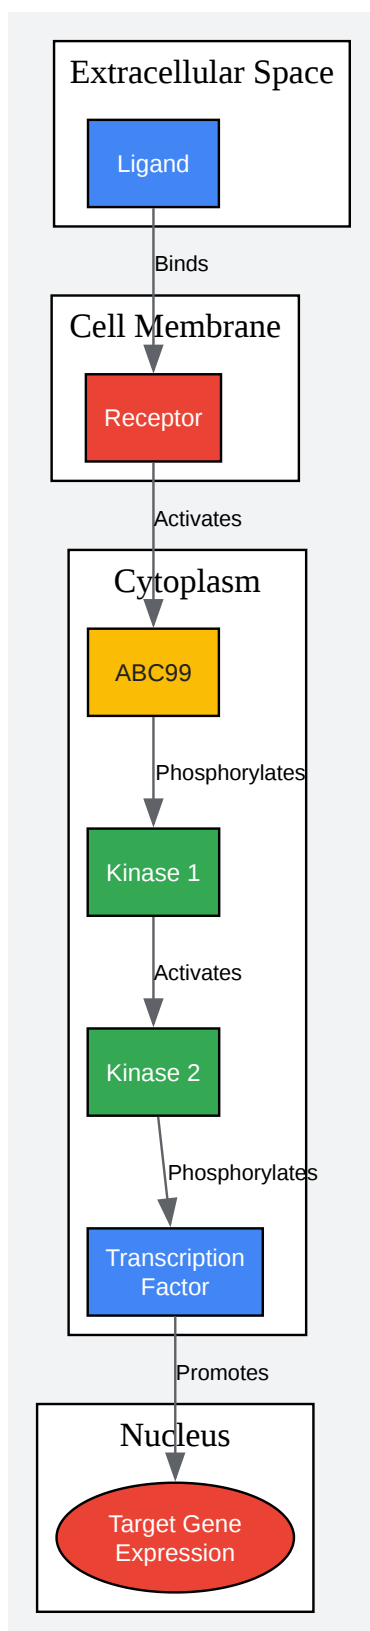 Extracellular Space
Ligand
Binds
Cell Membrane
Receptor
Activates
Cytoplasm
ABC99
Phosphorylates
Kinase 1
Activates
Kinase 2
Phosphorylates
Transcription
Factor
Promotes
Nucleus
Target Gene
Expression